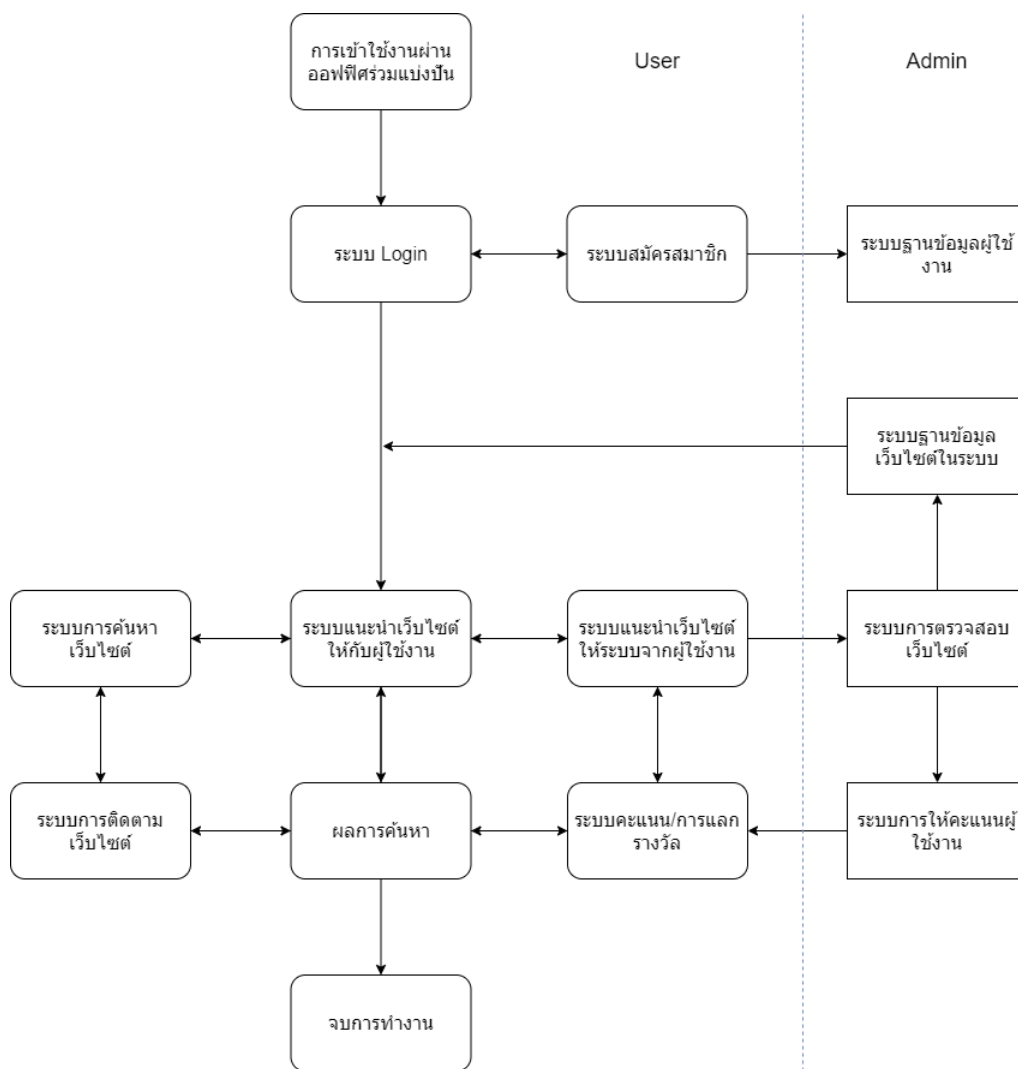 การเข้าใช้งานผ่าน
ออฟฟิศร่วมแบ่งปัน
User
Admin
ระบบ Login
ระบบสมัครสมาชิก
ระบบฐานข้อมูลผู้ใช้
งาน
ระบบฐานข้อมูล
เว็บไซต์ในระบบ
ระบบการค้นหา
เว็บไซต์
ระบบแนะนำเว็บไซต์
ให้กับผู้ใช้งาน
ระบบแนะนำเว็บไซต์
ให้ระบบจากผู้ใช้งาน
ระบบการตรวจสอบ
เว็บไซต์
ระบบการติดตาม
เว็บไซต์
ผลการค้นหา
ระบบคะแนน/การแลก
รางวัล
ระบบการให้คะแนนผู้
ใช้งาน
จบการทำงาน